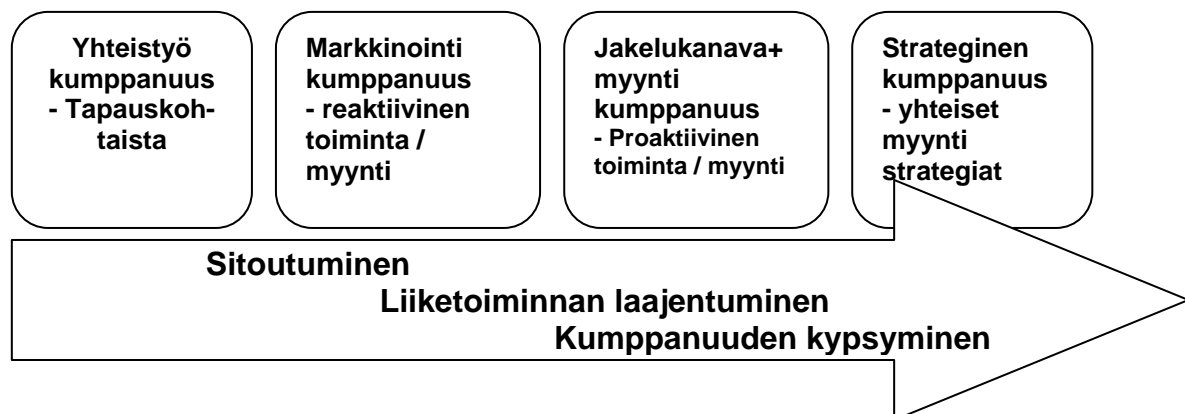 Yhteistyö
kumppanuus
- Tapauskoh-
taista
Markkinointi
kumppanuus
- reaktiivinen
toiminta /
myynti
Jakelukanava+
myynti
kumppanuus
- Proaktiivinen
toiminta / myynti
Strateginen
kumppanuus
- yhteiset
myynti
strategiat
Sitoutuminen
Liiketoiminnan laajentuminen
Kumppanuuden kypsyminen